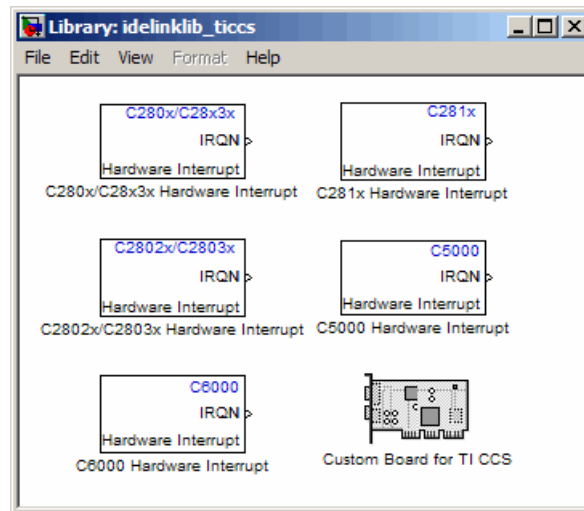 Library: idelinklib_ticcs
File Edit View Format Help
C280x/C28x3x
IRQN
Hardware Interrupt
C280x/C28x3x Hardware Interrupt
C281x
IRQN
Hardware Interrupt
C281x Hardware Interrupt
C2802x/C2803x
IRQN
Hardware Interrupt
C2802x/C2803x Hardware Interrupt
C5000
IRQN
Hardware Interrupt
C5000 Hardware Interrupt
C6000
IRQN
Hardware Interrupt
C6000 Hardware Interrupt
Custom Board for TI CCS